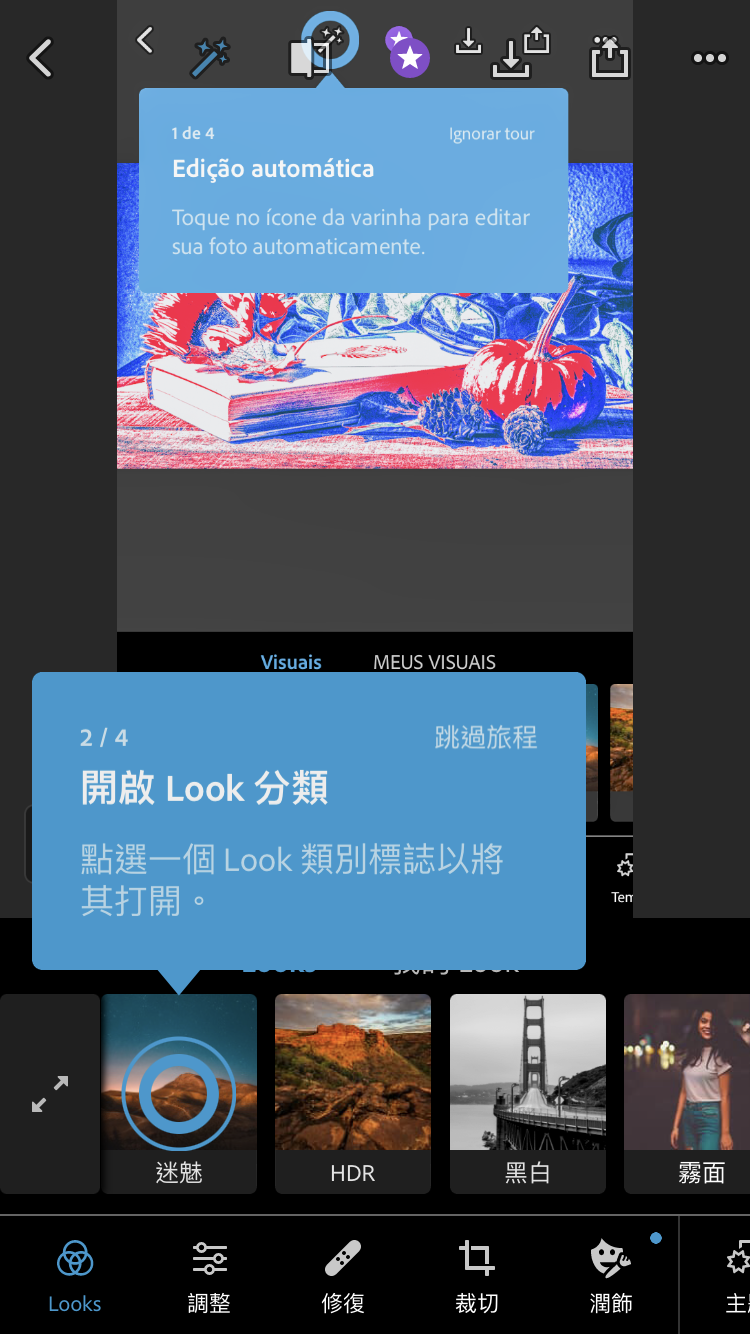 1 de 4
Ignorar tour
Edição automática
Toque no ícone da varinha para editar
sua foto automaticamente.
Visuais
MEUS VISUAIS
2 / 4
跳過旅程
開啟 Look 分類
點選一個 Look 類別標誌以將
其打開。
迷魅
HDR
黑白
霧面
Looks
調整
修復
裁切
潤飾